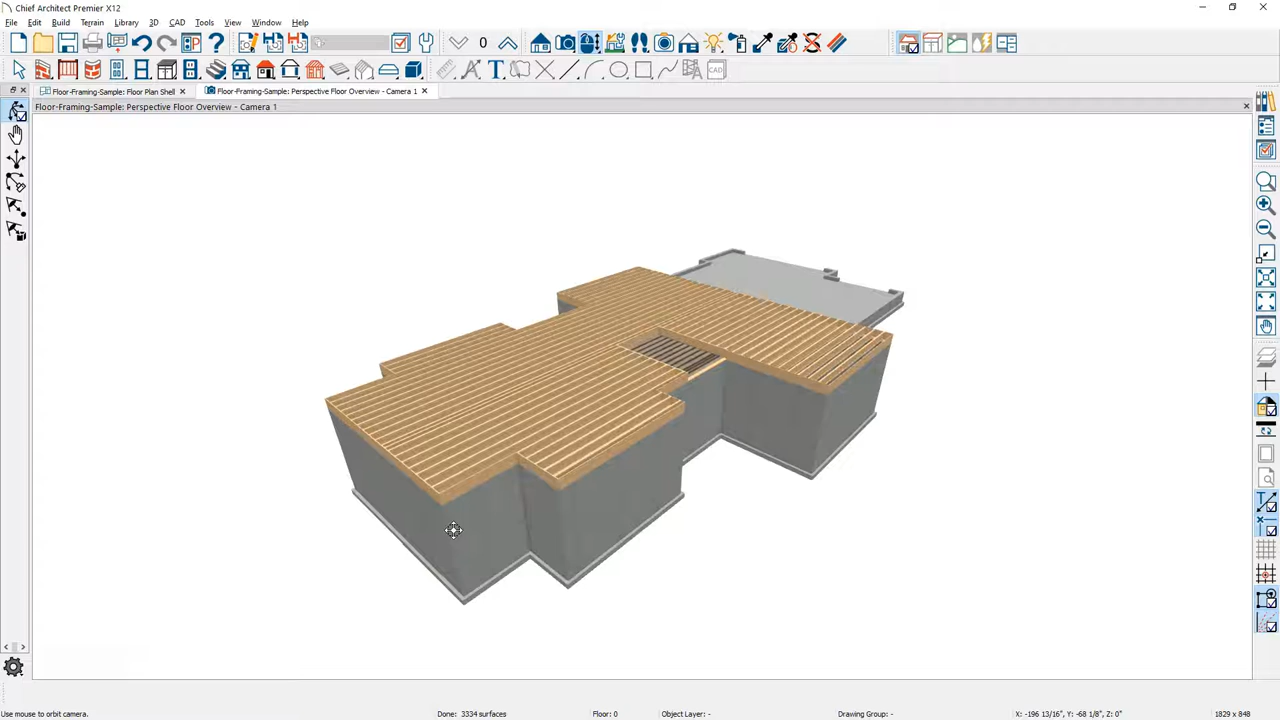 Chief Architect Premier X12
File Edit Build Terrain Library 3D CAD Tools Window View Window Help
0
CAD
Floor-Framing-Sample: Floor Plan Shell
Floor-Framing-Sample: Perspective Floor Overview - Camera 1
Floor-Framing-Sample: Perspective Floor Overview - Camera 1
Use mouse to orbit camera.
Done: 3334 surfaces
Floor: 0
Object Layer: -
Drawing Group: -
X: -196 13/16", Y: -68 1/8", Z: 0"
1829 x 848